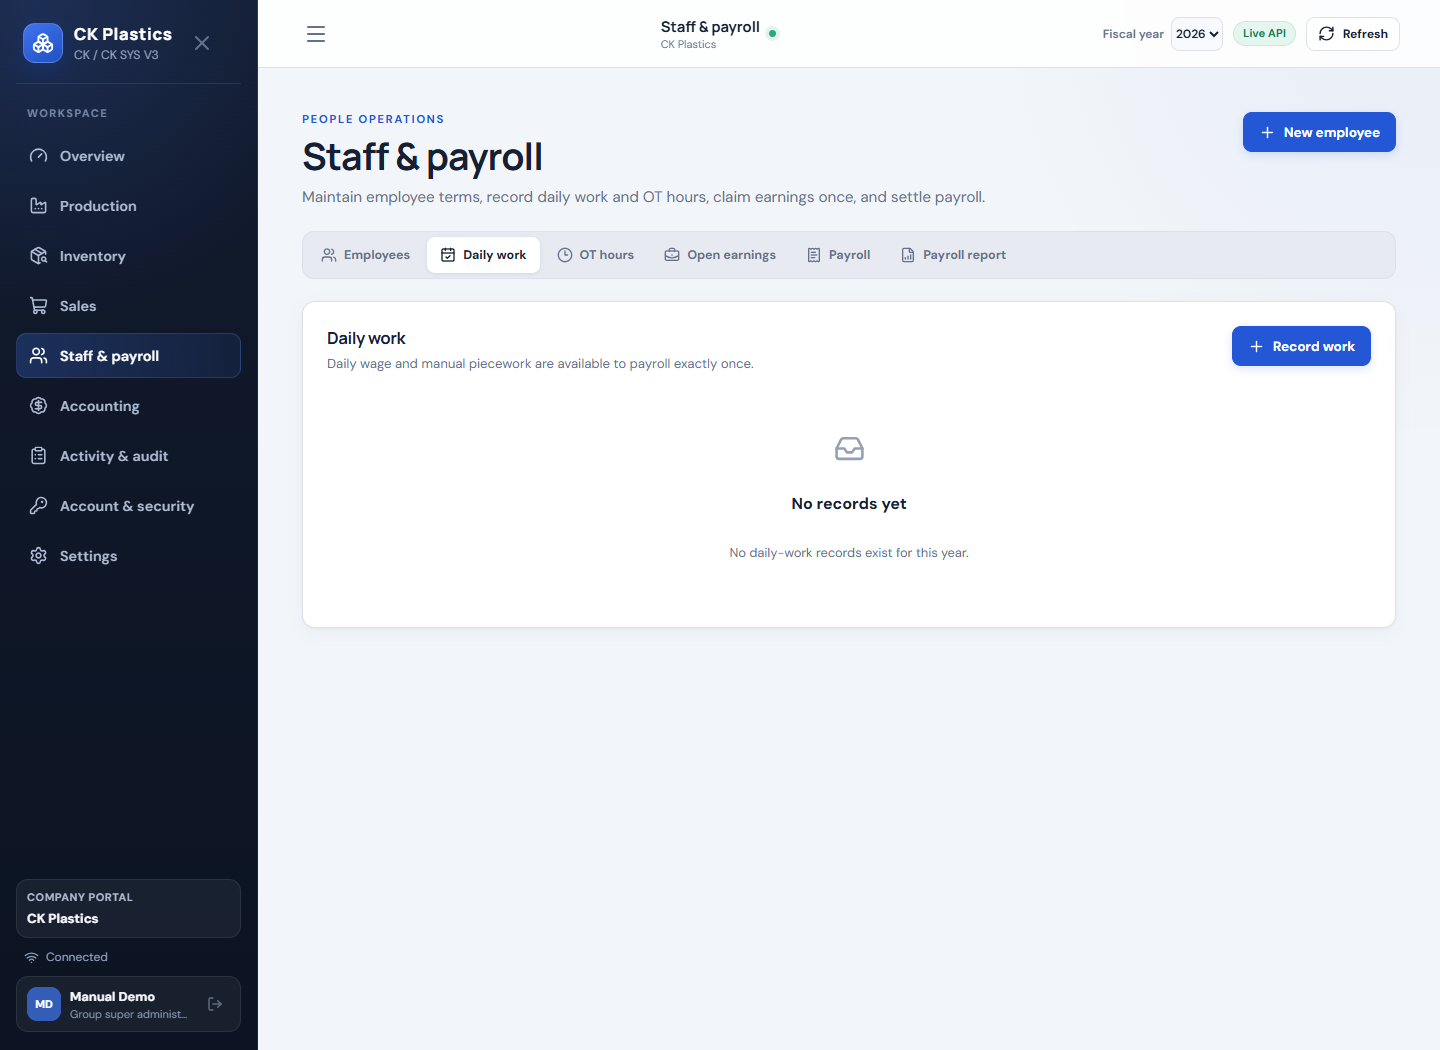 CK Plastics
CK / CK SYS V3
WORKSPACE
Overview
Production
Inventory
Sales
Staff & payroll
Accounting
Activity & audit
Account & security
Settings
COMPANY PORTAL
CK Plastics
Connected
MD
Manual Demo
Group super administ...
Staff & payroll
CK Plastics
Fiscal year
2026
Live API
Refresh
PEOPLE OPERATIONS
Staff & payroll
Maintain employee terms, record daily work and OT hours, claim earnings once, and settle payroll.
New employee
Employees
Daily work
OT hours
Open earnings
Payroll
Payroll report
Daily work
Daily wage and manual piecework are available to payroll exactly once.
Record work
No records yet
No daily-work records exist for this year.